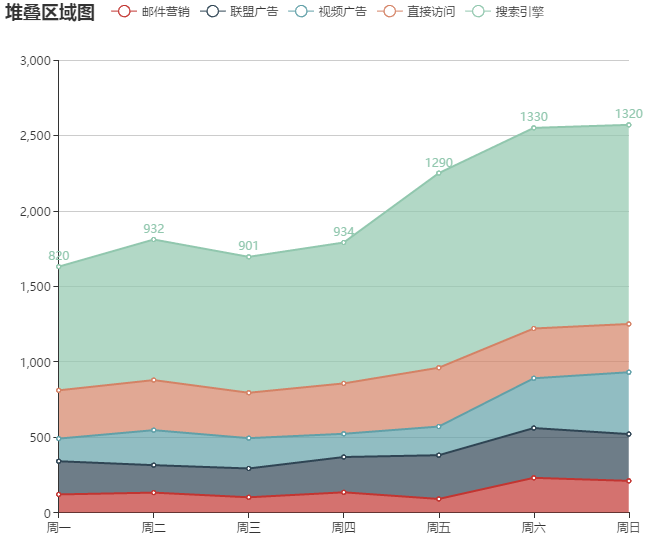 堆叠区域图 邮件营销 联盟广告 视频广告 直接访问 搜索引擎
3,000
2,500
2,000
1,500
1,000
500
0
820 932 901 934 1290 1330 1320
周一 周二 周三 周四 周五 周六 周日